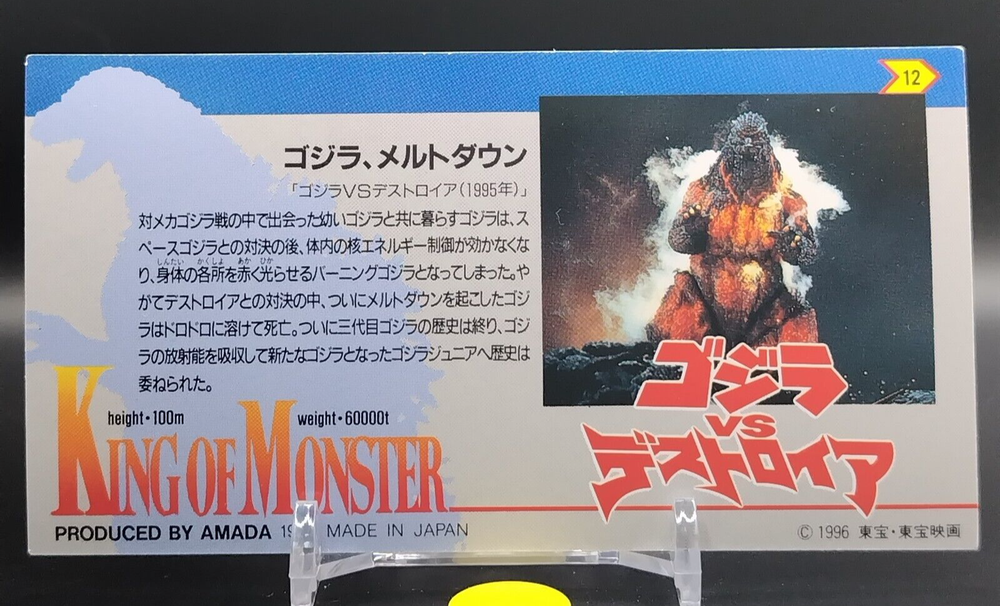 12
ゴジラ、メルトダウン
「ゴジラVSデストロイア(1995年)」
対メカゴジラ戦の中で出会った幼いゴジラと共に暮らすゴジラは、ス
ペースゴジラとの対決の後、体内の核エネルギー制御が効かなくな
しんたい かくしょ あか ひか
り、身体の各所を赤く光らせるバーニングゴジラとなってしまった。や
がてデストロイアとの対決の中、ついにメルトダウンを起こしたゴジ
ラはドロドロに溶けて死亡。ついに三代目ゴジラの歴史は終り、ゴジ
ラの放射能を吸収して新たなゴジラとなったゴジラジュニアへ歴史は
委ねられた。
height・100m weight・60000t
KING OF MONSTER
ゴジラ
VS
デストロイア
PRODUCED BY AMADA MADE IN JAPAN
© 1996 東宝・東宝映画